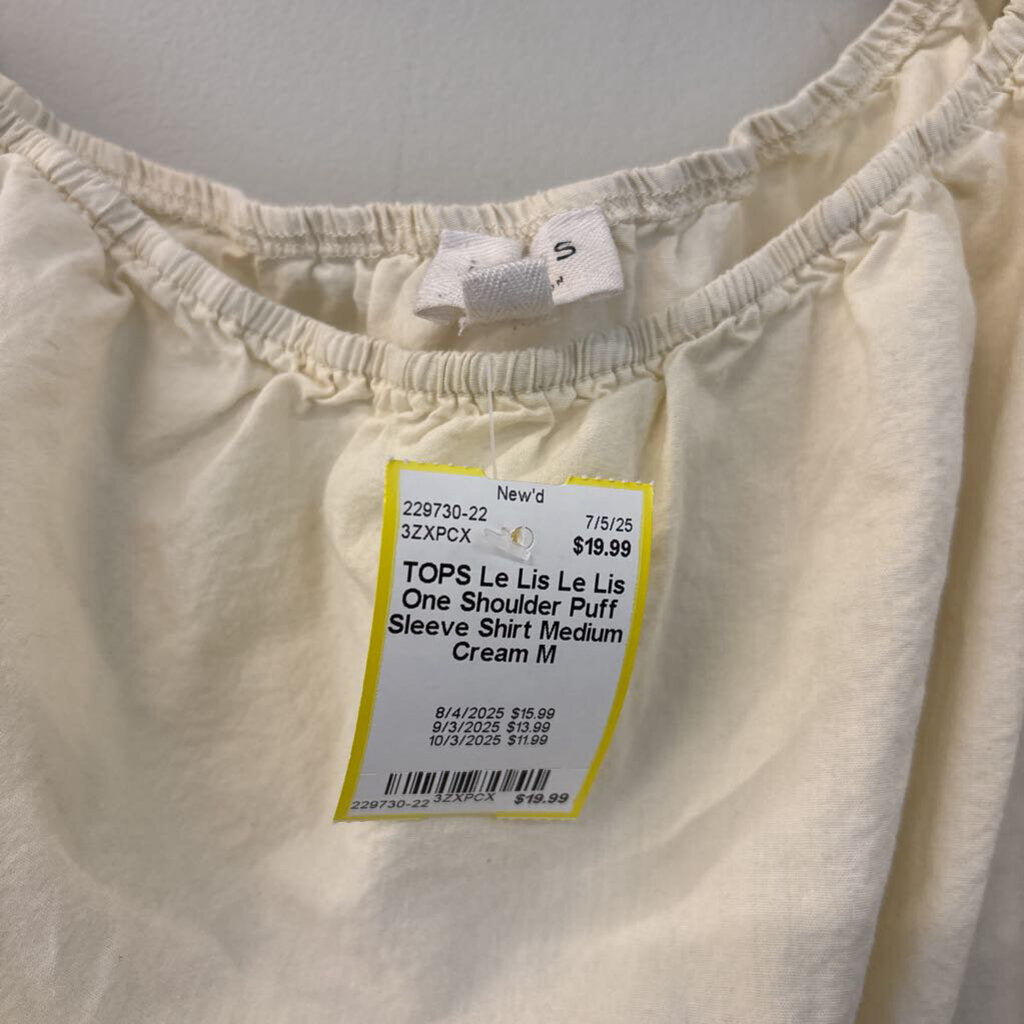 S
New'd
229730-22 7/5/25
3ZXPCX $19.99
TOPS Le Lis Le Lis
One Shoulder Puff
Sleeve Shirt Medium
Cream M
8/4/2025 $15.99
9/3/2025 $13.99
10/3/2025 $11.99
229730-22 3ZXPCX $19.99